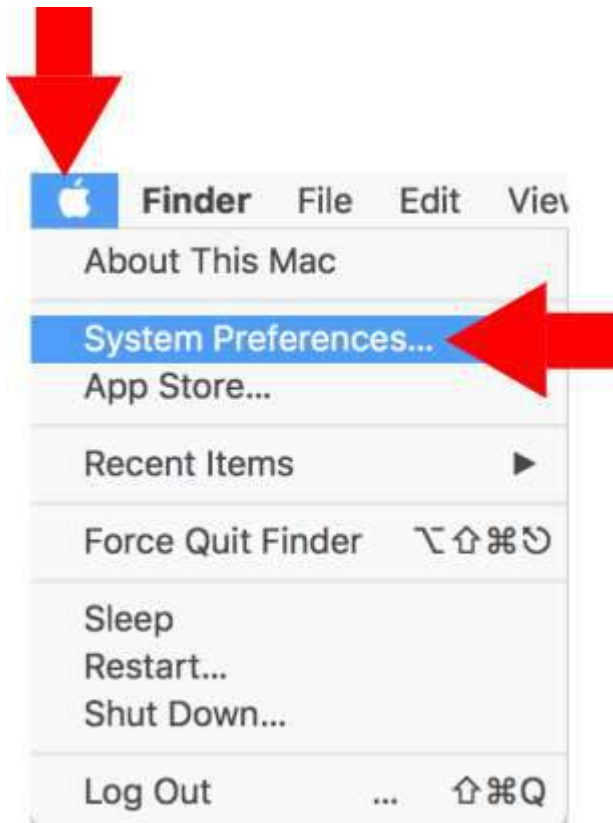 Finder File Edit View
About This Mac
System Preferences...
App Store...
Recent Items ▶
Force Quit Finder ⌥⇧⌘⎋
Sleep
Restart...
Shut Down...
Log Out ... ⇧⌘Q